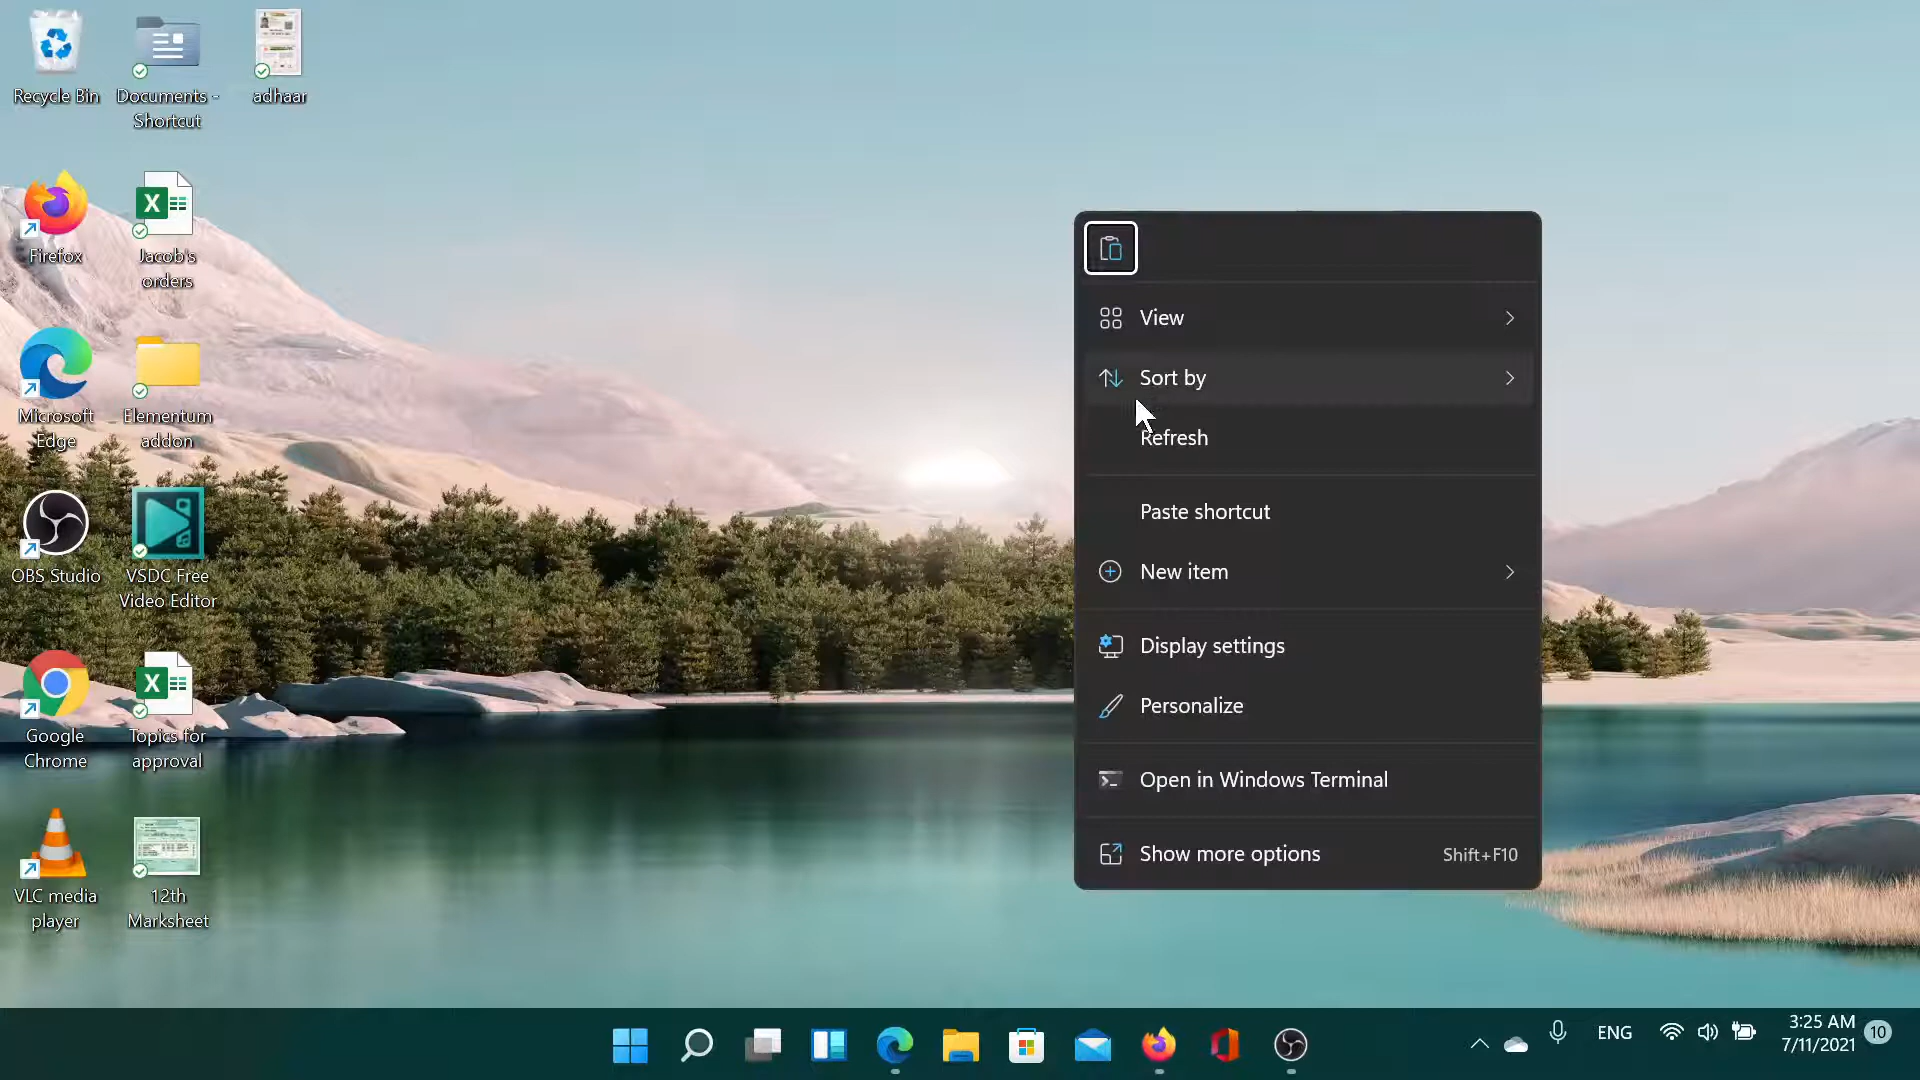 Recycle Bin
Documents -
Shortcut
adhaar
Firefox
Jacob's
orders
Microsoft
Edge
Elementum
addon
OBS Studio
VSDC Free
Video Editor
Google
Chrome
Topics for
approval
VLC media
player
12th
Marksheet
View
Sort by
Refresh
Paste shortcut
New item
Display settings
Personalize
Open in Windows Terminal
Show more options Shift+F10
ENG
3:25 AM
7/11/2021
10